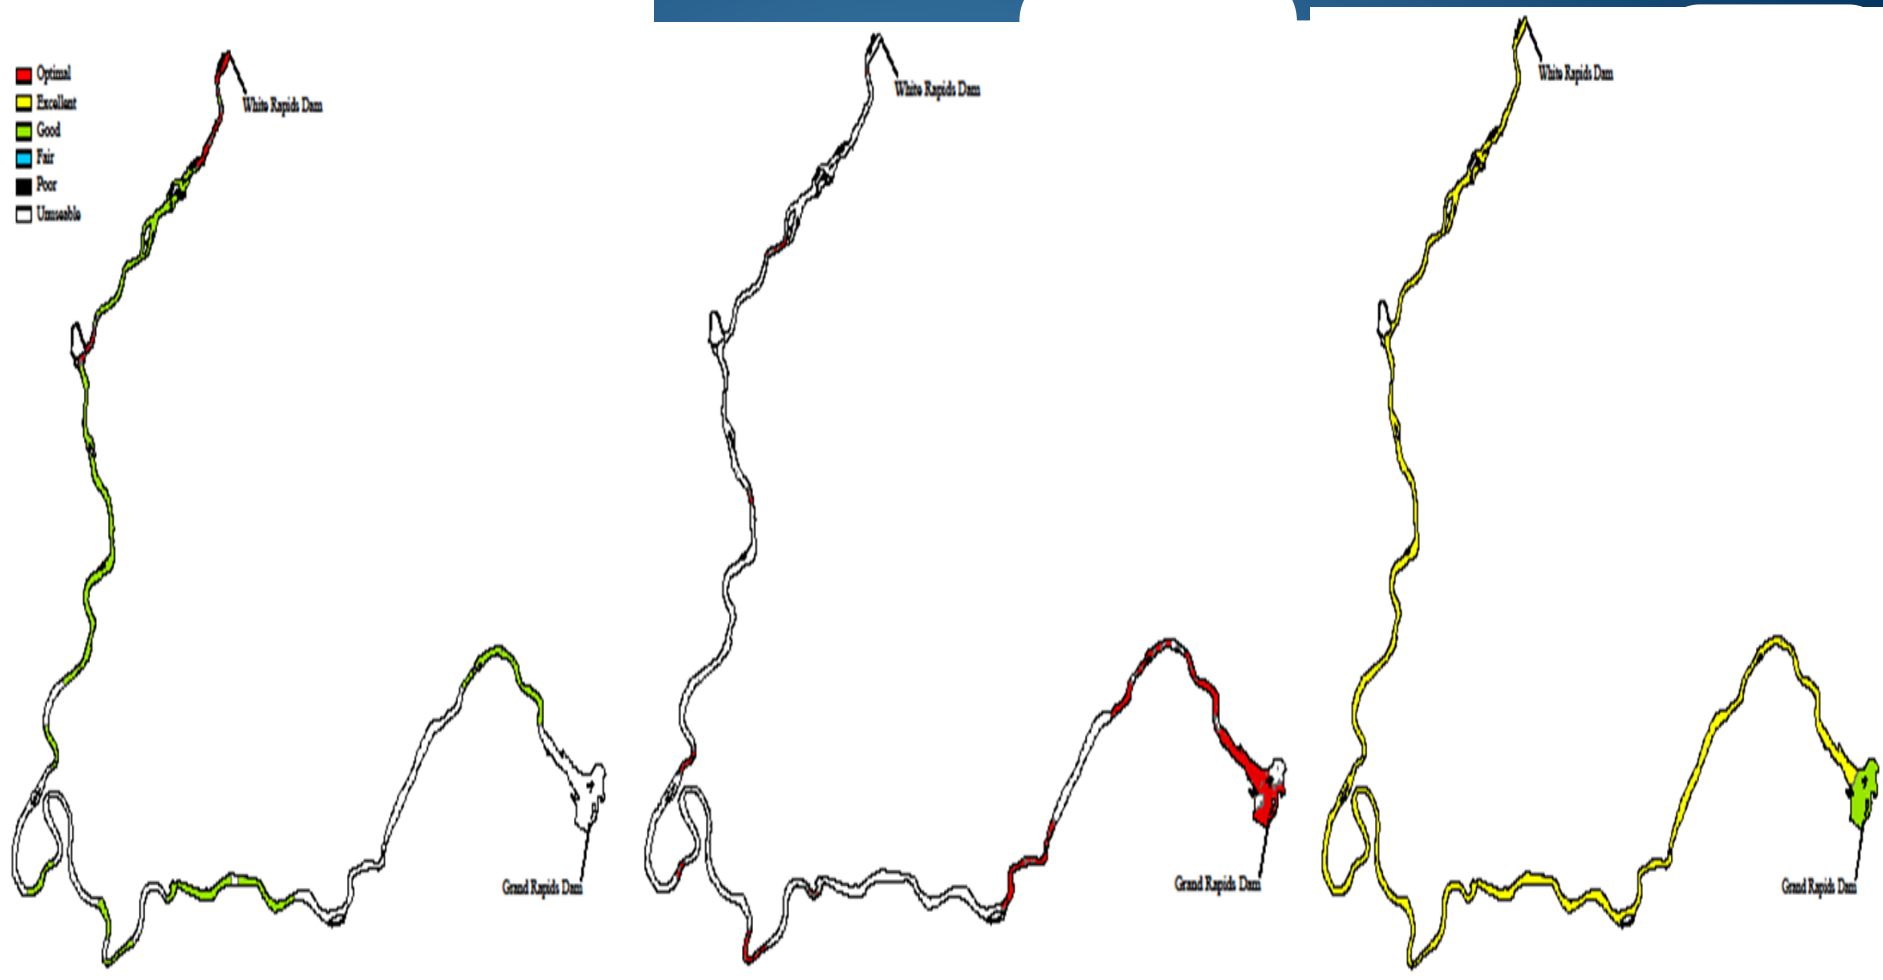 Optimal
Excellent
Good
Fair
Poor
Unuseable
White Rapids Dam
Grand Rapids Dam
White Rapids Dam
Grand Rapids Dam
White Rapids Dam
Grand Rapids Dam